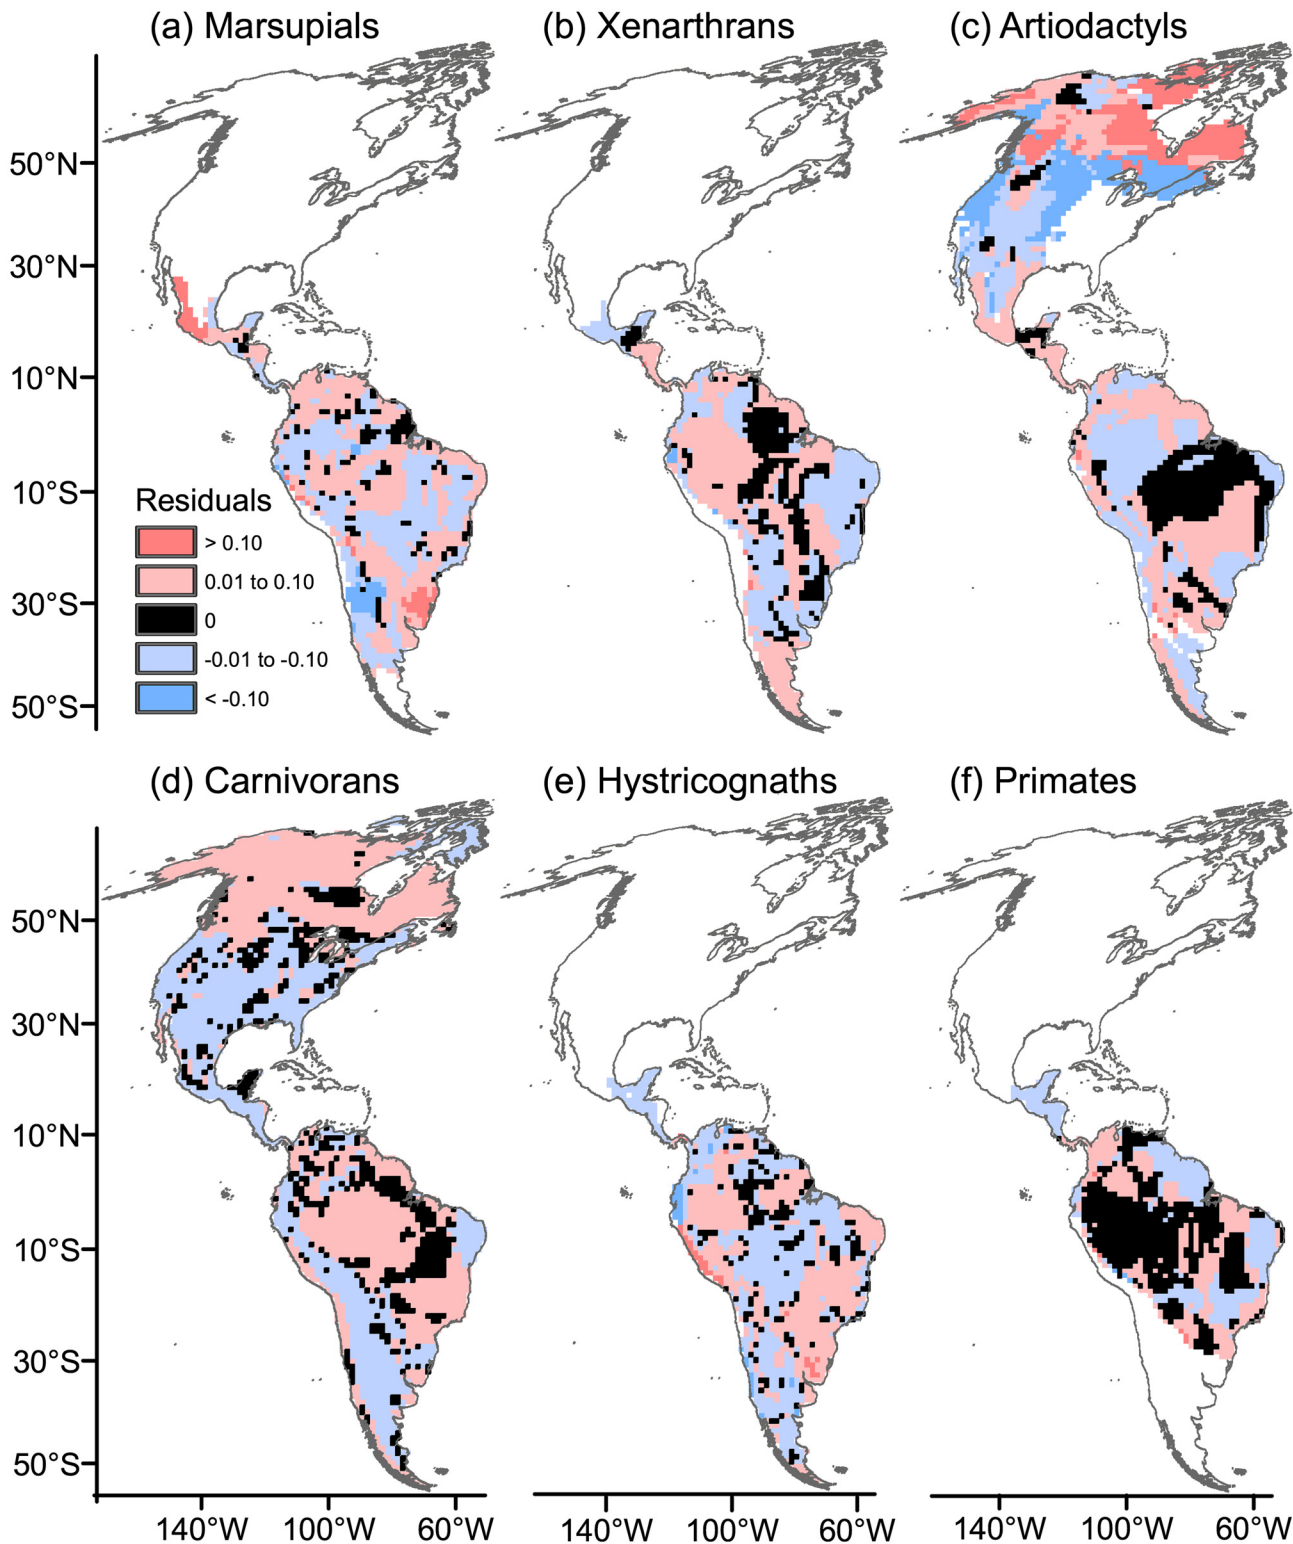 (a) Marsupials
(b) Xenarthrans
(c) Artiodactyls
50°N
30°N
10°N
10°S
30°S
50°S
Residuals
> 0.10
0.01 to 0.10
0
-0.01 to -0.10
< -0.10
(d) Carnivorans
(e) Hystricognaths
(f) Primates
50°N
30°N
10°N
10°S
30°S
50°S
140°W 100°W 60°W
140°W 100°W 60°W
140°W 100°W 60°W